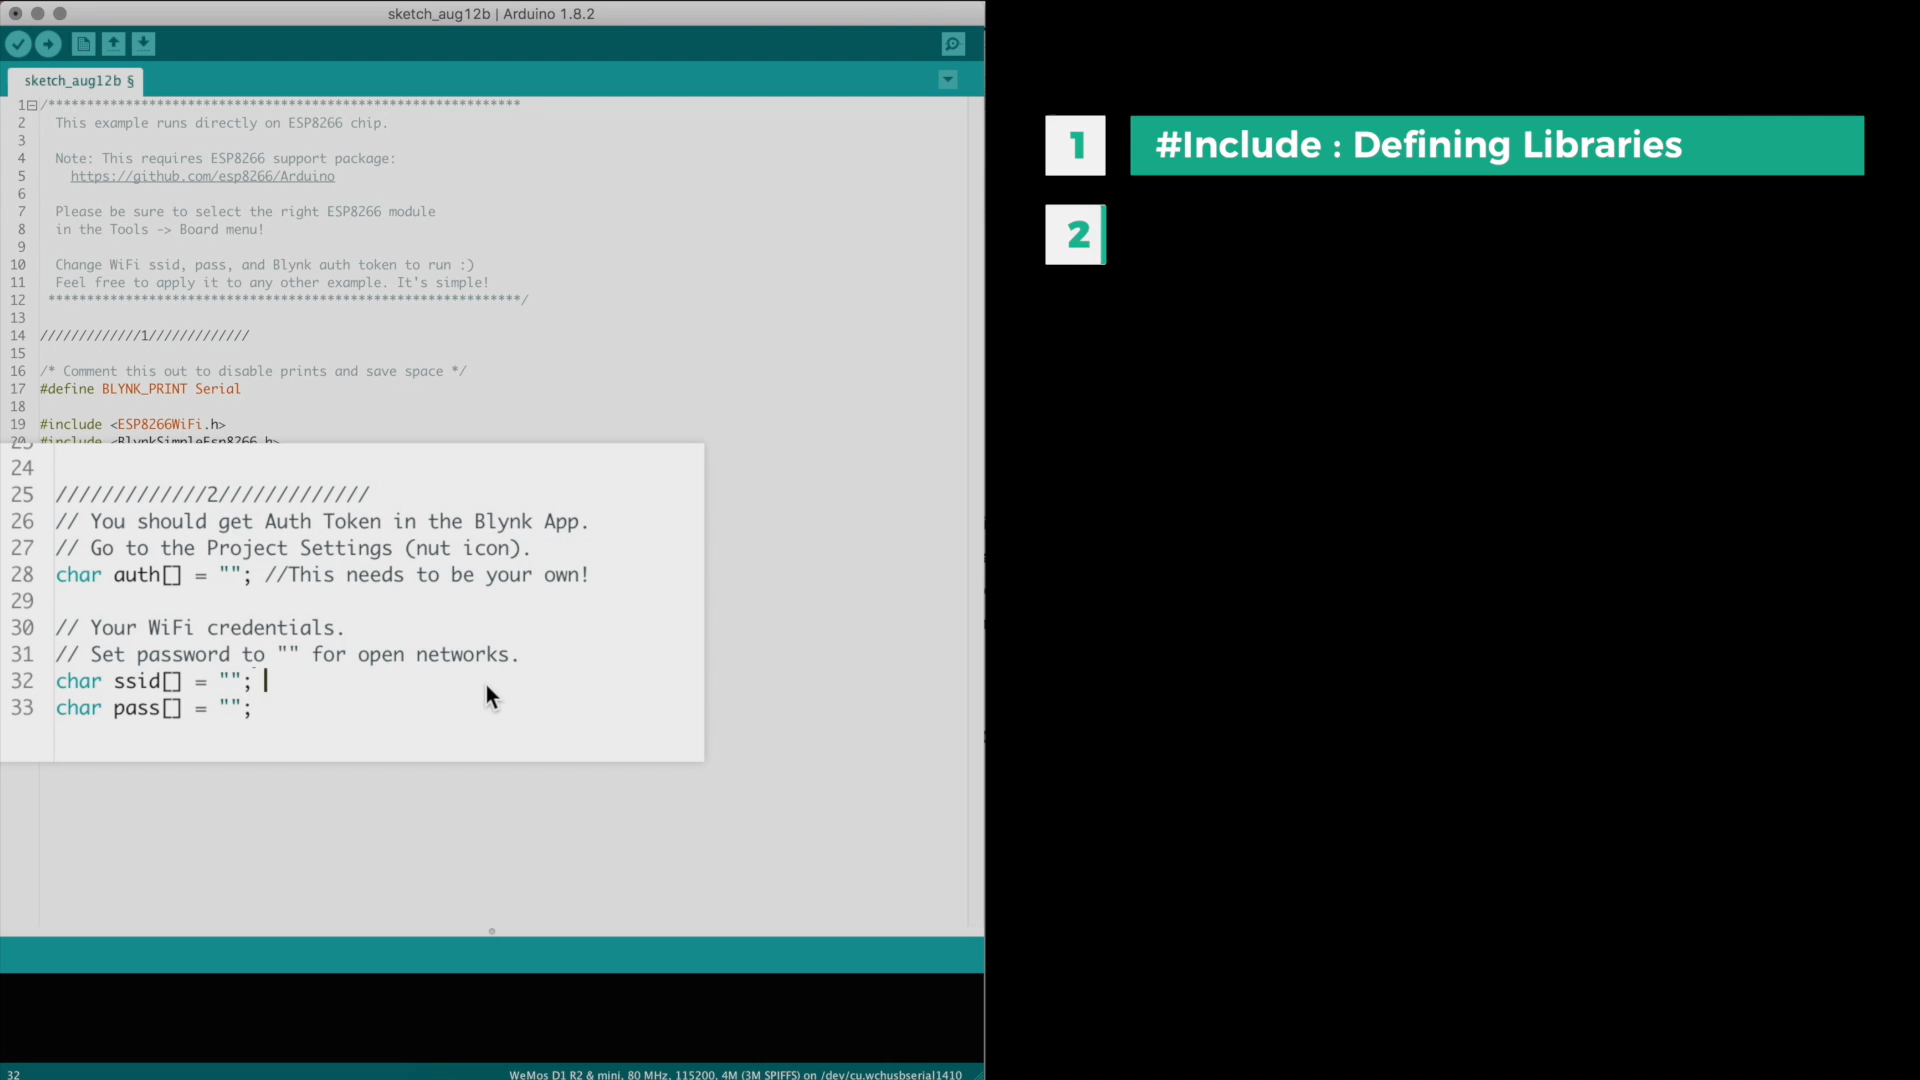 sketch_aug12b | Arduino 1.8.2
sketch_aug12b §
1 /*************************************************************
2 This example runs directly on ESP8266 chip.
3
4 Note: This requires ESP8266 support package:
5 https://github.com/esp8266/Arduino
6
7 Please be sure to select the right ESP8266 module
8 in the Tools -> Board menu!
9
10 Change WiFi ssid, pass, and Blynk auth token to run :)
11 Feel free to apply it to any other example. It's simple!
12 *************************************************************/
13
14 /////////////1/////////////
15
16 /* Comment this out to disable prints and save space */
17 #define BLYNK_PRINT Serial
18
19 #include <ESP8266WiFi.h>
20 #include <BlynkSimpleEsp8266.h>
24
25 /////////////2/////////////
26 // You should get Auth Token in the Blynk App.
27 // Go to the Project Settings (nut icon).
28 char auth[] = ""; //This needs to be your own!
29
30 // Your WiFi credentials.
31 // Set password to "" for open networks.
32 char ssid[] = "";
33 char pass[] = "";
32
WeMos D1 R2 & mini, 80 MHz, 115200, 4M (3M SPIFFS) on /dev/cu.wchusbserial1410
1 #Include : Defining Libraries
2